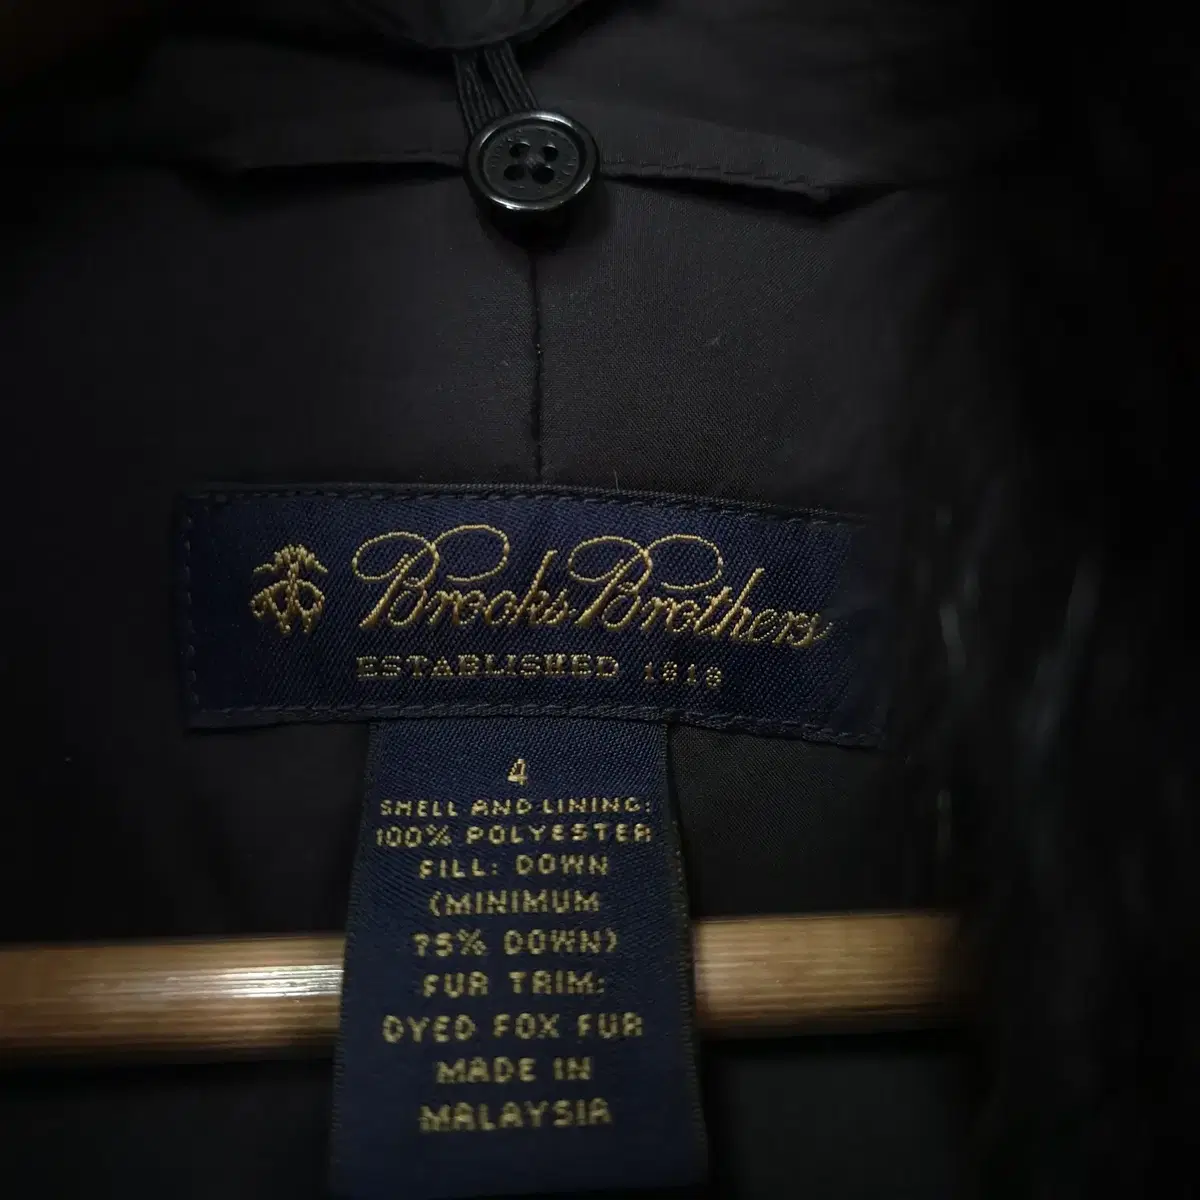 Brooks Brothers
ESTABLISHED 1818
4
SHELL AND LINING:
100% POLYESTER
FILL: DOWN
(MINIMUM
75% DOWN)
FUR TRIM:
DYED FOX FUR
MADE IN
MALAYSIA